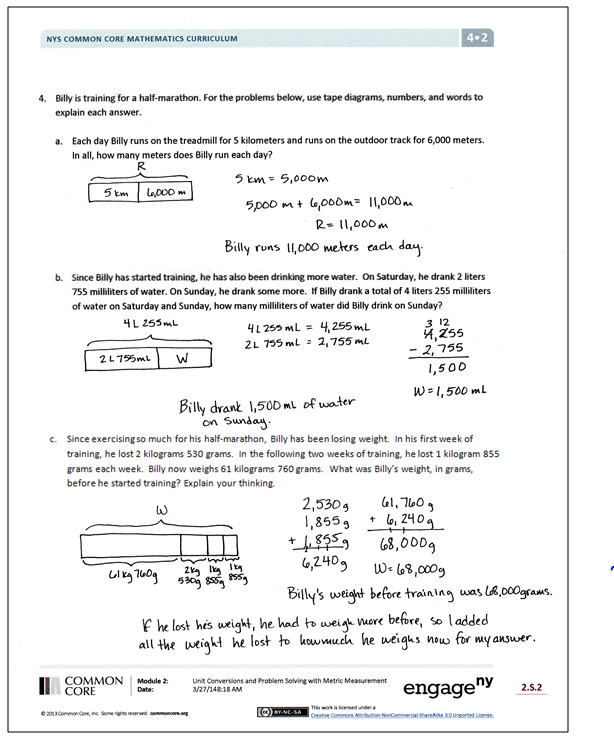 NYS COMMON CORE MATHEMATICS CURRICULUM 4•2
4. Billy is training for a half-marathon. For the problems below, use tape diagrams, numbers, and words to
explain each answer.
a. Each day Billy runs on the treadmill for 5 kilometers and runs on the outdoor track for 6,000 meters.
In all, how many meters does Billy run each day?
R
5 km 6,000 m
5 km = 5,000 m
5,000 m + 6,000 m = 11,000 m
R = 11,000 m
Billy runs 11,000 meters each day.
b. Since Billy has started training, he has also been drinking more water. On Saturday, he drank 2 liters
755 milliliters of water. On Sunday, he drank some more. If Billy drank a total of 4 liters 255 milliliters
of water on Saturday and Sunday, how many milliliters of water did Billy drink on Sunday?
4 L 255 mL
2 L 755 mL W
4 L 255 mL = 4,255 mL
2 L 755 mL = 2,755 mL
3 12
4,255
- 2,755
1,500
W = 1,500 mL
Billy drank 1,500 mL of water
on Sunday.
c. Since exercising so much for his half-marathon, Billy has been losing weight. In his first week of
training, he lost 2 kilograms 530 grams. In the following two weeks of training, he lost 1 kilogram 855
grams each week. Billy now weighs 61 kilograms 760 grams. What was Billy's weight, in grams,
before he started training? Explain your thinking.
W
61 kg 760 g
2 kg 1 kg 1 kg
530 g 855 g 855 g
2,530 g
1,855 g
+ 1,855 g
6,240 g
61,760 g
+ 6,240 g
68,000 g
W = 68,000 g
Billy's weight before training was 68,000 grams.
If he lost his weight, he had to weigh more before, so I added
all the weight he lost to how much he weighs now for my answer.
COMMON
CORE
Module 2: Unit Conversions and Problem Solving with Metric Measurement
Date: 3/27/14 8:18 AM
engage ny
2.S.2
© 2013 Common Core, Inc. Some rights reserved. commoncore.org
CC BY-NC-SA
This work is licensed under a
Creative Commons Attribution-NonCommercial-ShareAlike 3.0 Unported License.